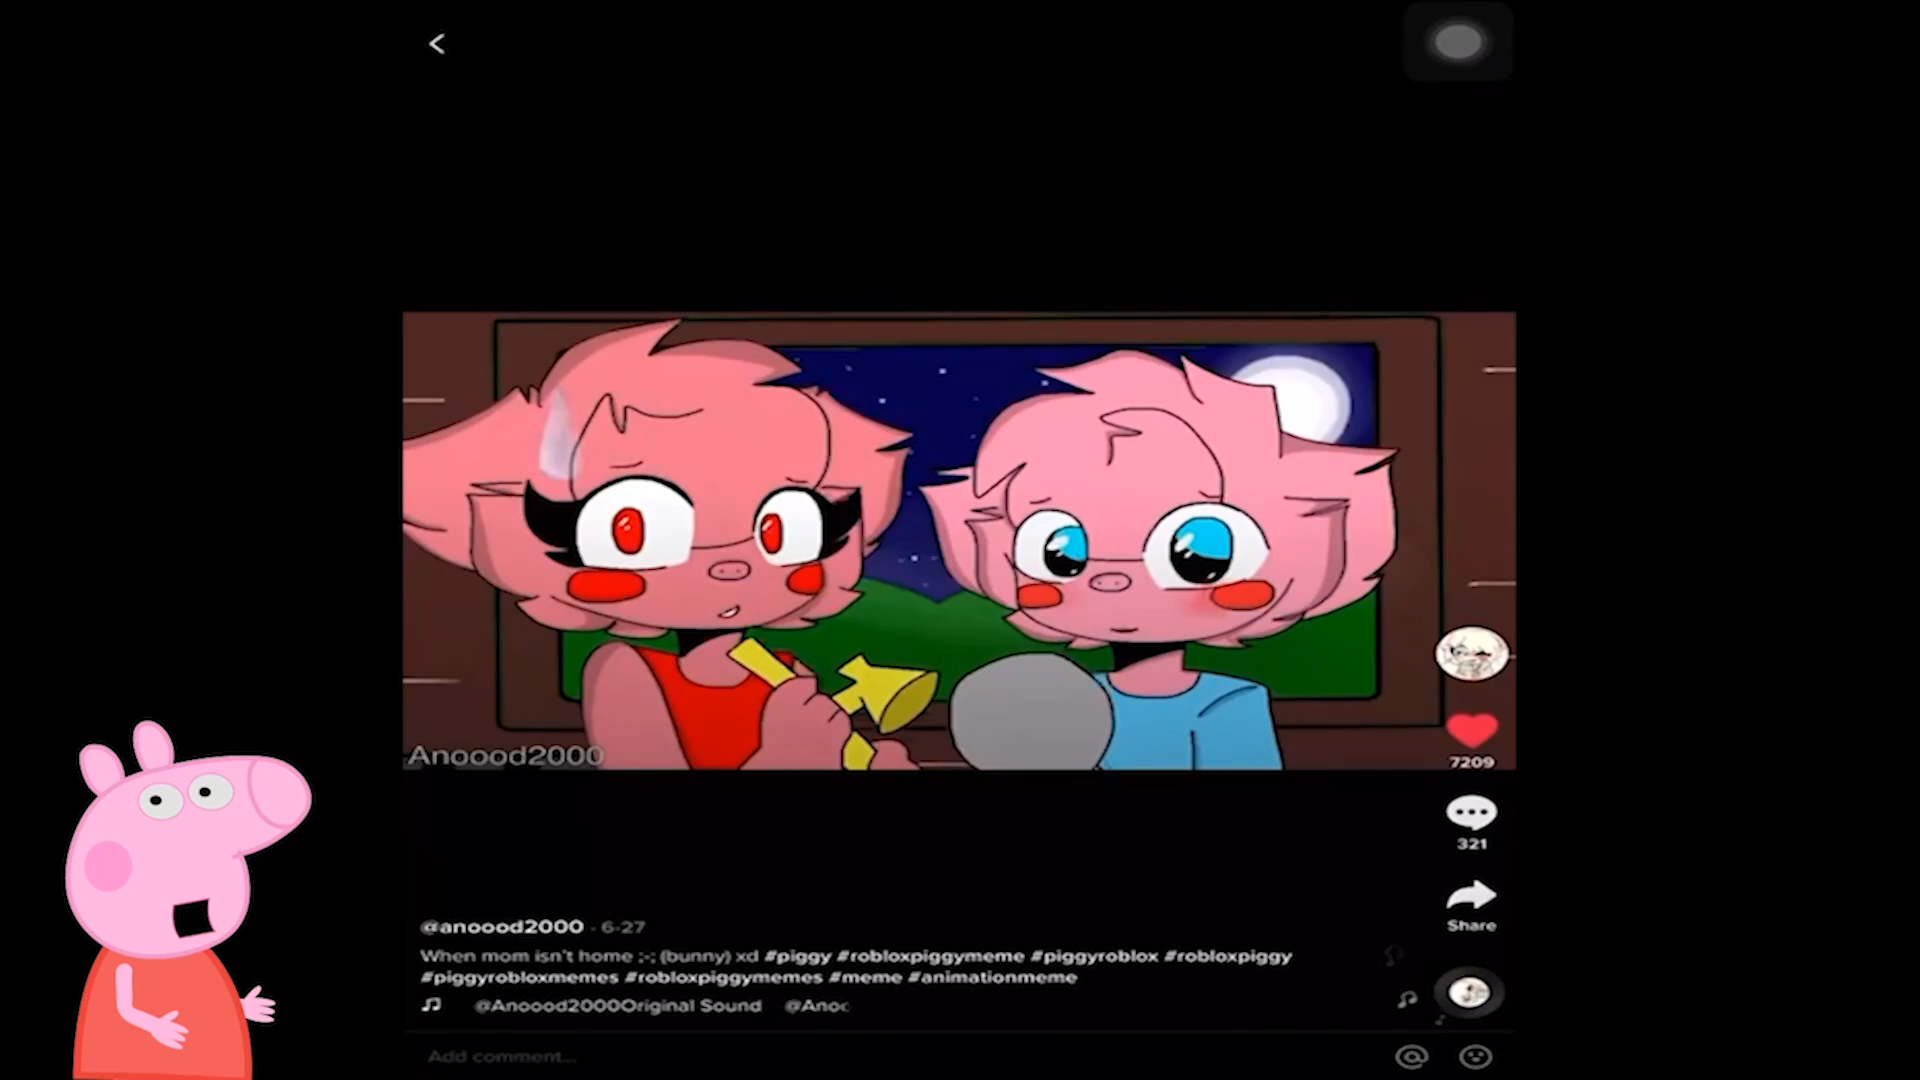 Anoood2000
7209
321
Share
@anoood2000 · 6-27
When mom isn't home ;-; (bunny) xd #piggy #robloxpiggymeme #piggyroblox #robloxpiggy
#piggyrobloxmemes #robloxpiggymemes #meme #animationmeme
@Anoood2000Original Sound @Anoo
Add comment...